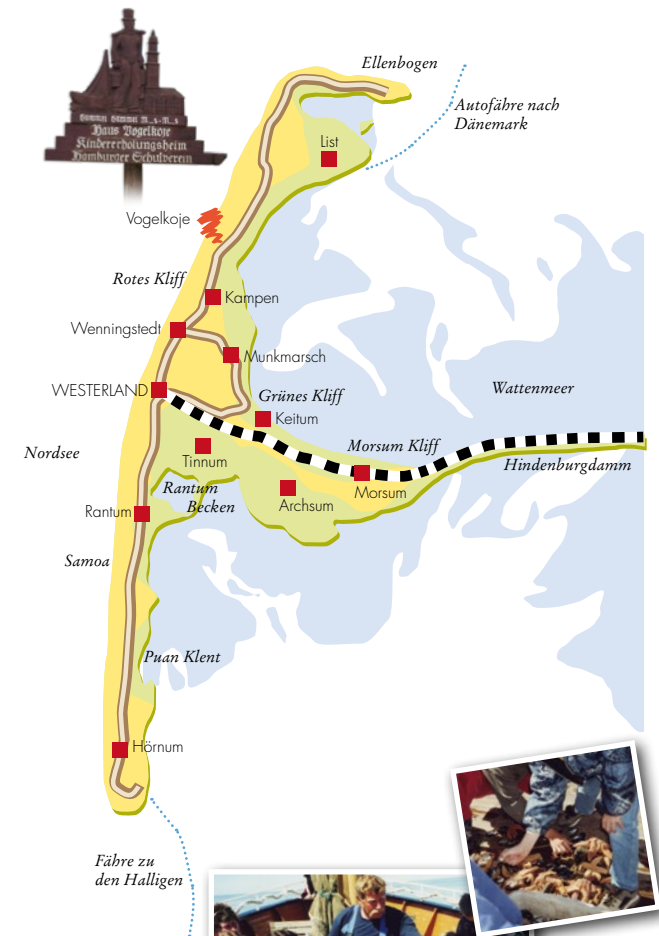 Hummel Hummel M..s-M..s
Haus Vogelkoje
Kindererholungsheim
Hamburger Schulverein
Ellenbogen
Autofähre nach
Dänemark
List
Vogelkoje
Rotes Kliff
Kampen
Wenningstedt
Munkmarsch
WESTERLAND
Grünes Kliff
Wattenmeer
Keitum
Nordsee
Morsum Kliff
Tinnum
Hindenburgdamm
Rantum
Becken
Morsum
Archsum
Rantum
Samoa
Puan Klent
Hörnum
Fähre zu
den Halligen